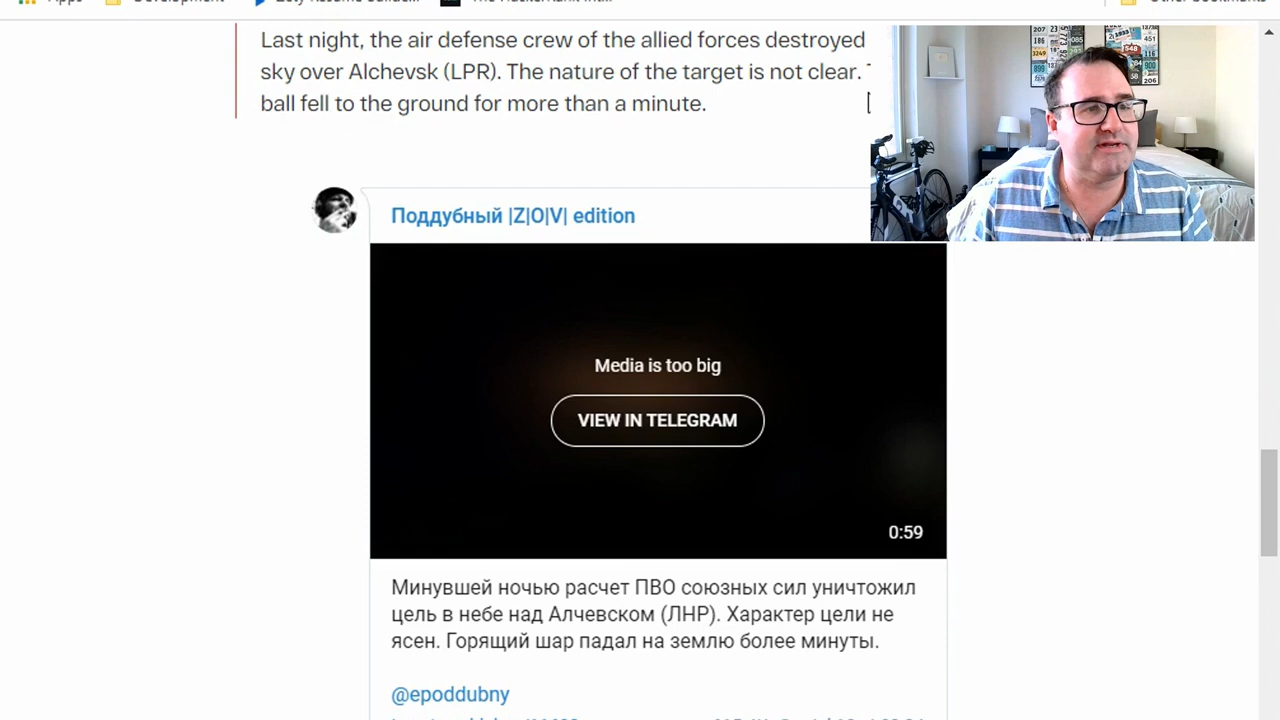 Last night, the air defense crew of the allied forces destroyed
sky over Alchevsk (LPR). The nature of the target is not clear.
ball fell to the ground for more than a minute.
Поддубный |Z|O|V| edition
Media is too big
VIEW IN TELEGRAM
0:59
Минувшей ночью расчет ПВО союзных сил уничтожил
цель в небе над Алчевском (ЛНР). Характер цели не
ясен. Горящий шар падал на землю более минуты.
@epoddubny